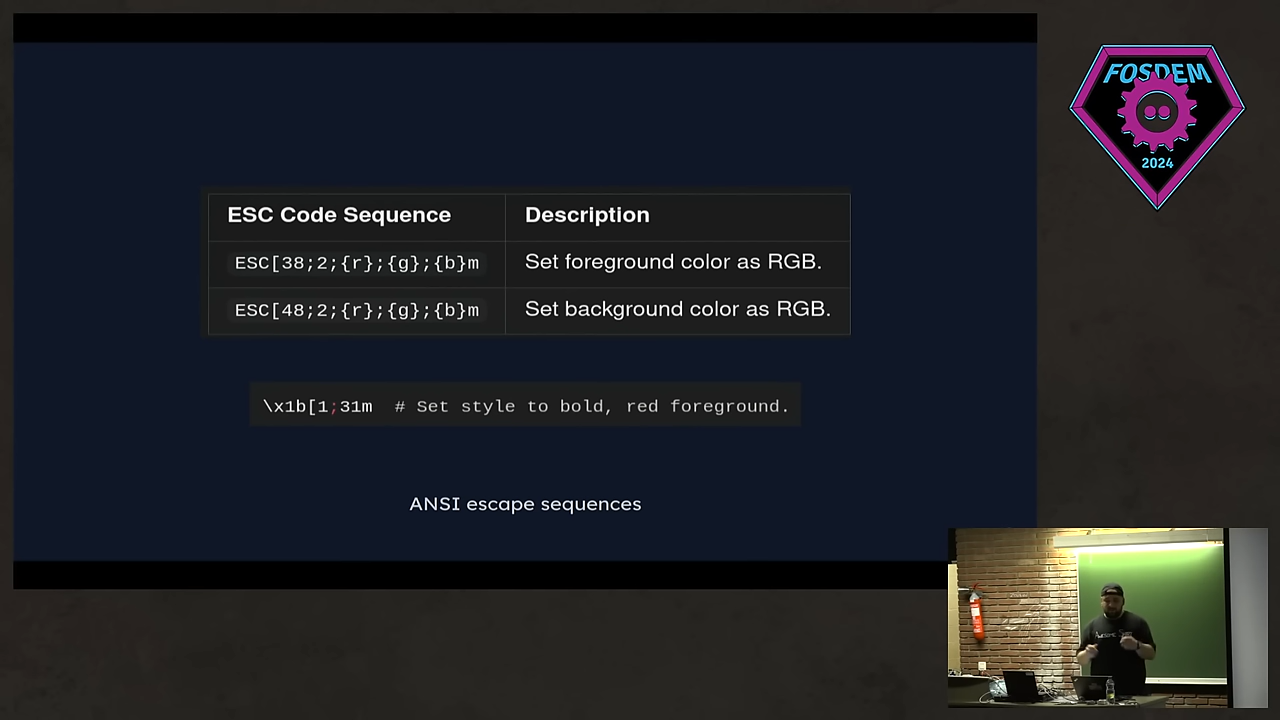 FOSDEM
2024
ESC Code Sequence Description
ESC[38;2;{r};{g};{b}m Set foreground color as RGB.
ESC[48;2;{r};{g};{b}m Set background color as RGB.
\x1b[1;31m  # Set style to bold, red foreground.
ANSI escape sequences